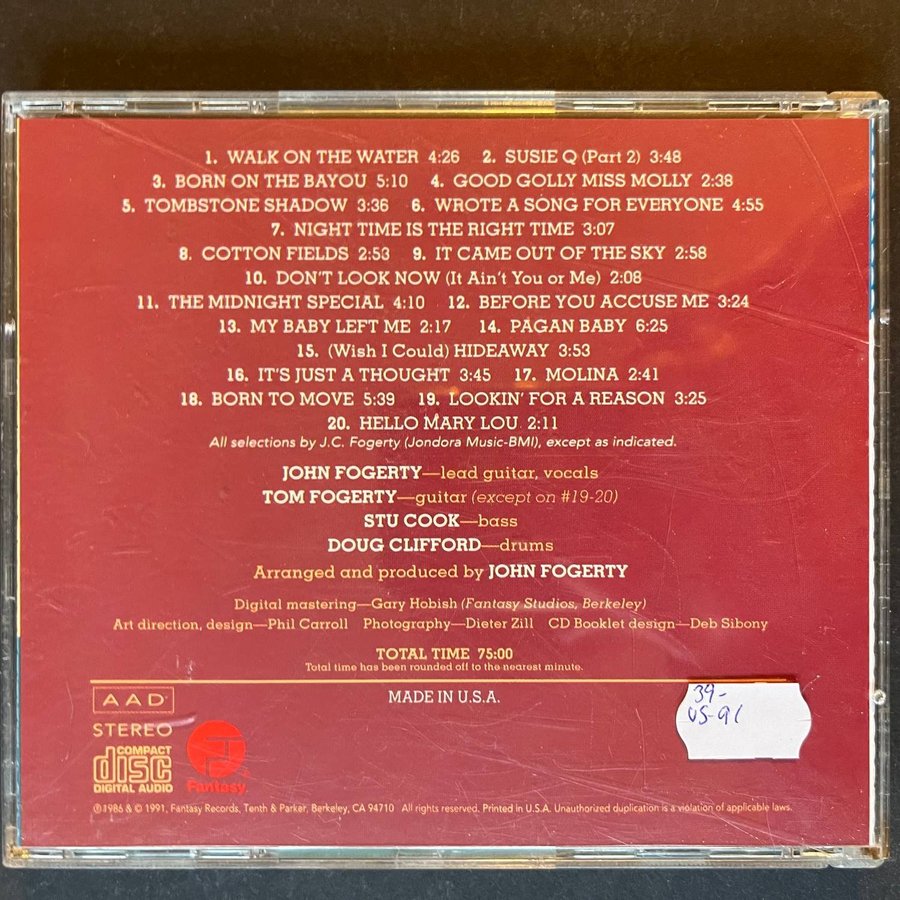 1. WALK ON THE WATER 4:26 2. SUSIE Q (Part 2) 3:48
3. BORN ON THE BAYOU 5:10 4. GOOD GOLLY MISS MOLLY 2:38
5. TOMBSTONE SHADOW 3:36 6. WROTE A SONG FOR EVERYONE 4:55
7. NIGHT TIME IS THE RIGHT TIME 3:07
8. COTTON FIELDS 2:53 9. IT CAME OUT OF THE SKY 2:58
10. DON'T LOOK NOW (It Ain't You or Me) 2:08
11. THE MIDNIGHT SPECIAL 4:10 12. BEFORE YOU ACCUSE ME 3:24
13. MY BABY LEFT ME 2:17 14. PAGAN BABY 6:25
15. (Wish I Could) HIDEAWAY 3:53
16. IT'S JUST A THOUGHT 3:45 17. MOLINA 2:41
18. BORN TO MOVE 5:39 19. LOOKIN' FOR A REASON 3:25
20. HELLO MARY LOU 2:11
All selections by J.C. Fogerty (Jondora Music-BMI), except as indicated.
JOHN FOGERTY—lead guitar, vocals
TOM FOGERTY—guitar (except on #19-20)
STU COOK—bass
DOUG CLIFFORD—drums
Arranged and produced by JOHN FOGERTY
Digital mastering—Gary Hobish (Fantasy Studios, Berkeley)
Art direction, design—Phil Carroll Photography—Dieter Zill CD Booklet design—Deb Sibony
TOTAL TIME 75:00
Total time has been rounded off to the nearest minute.
MADE IN U.S.A.
39-
US-91
AAD
STEREO
COMPACT
disc
DIGITAL AUDIO
Fantasy
℗1986 & © 1991, Fantasy Records, Tenth & Parker, Berkeley, CA 94710 All rights reserved. Printed in U.S.A. Unauthorized duplication is a violation of applicable laws.